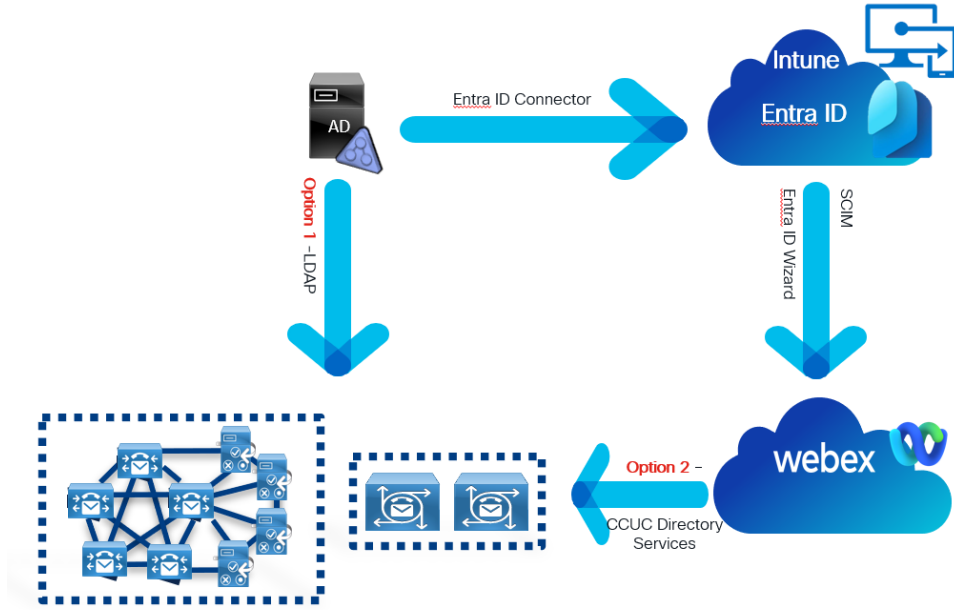 Intune
Entra ID
Entra ID Connector
AD
Option 1 -LDAP
SCIM
Entra ID Wizard
webex
Option 2 -
CCUC Directory
Services